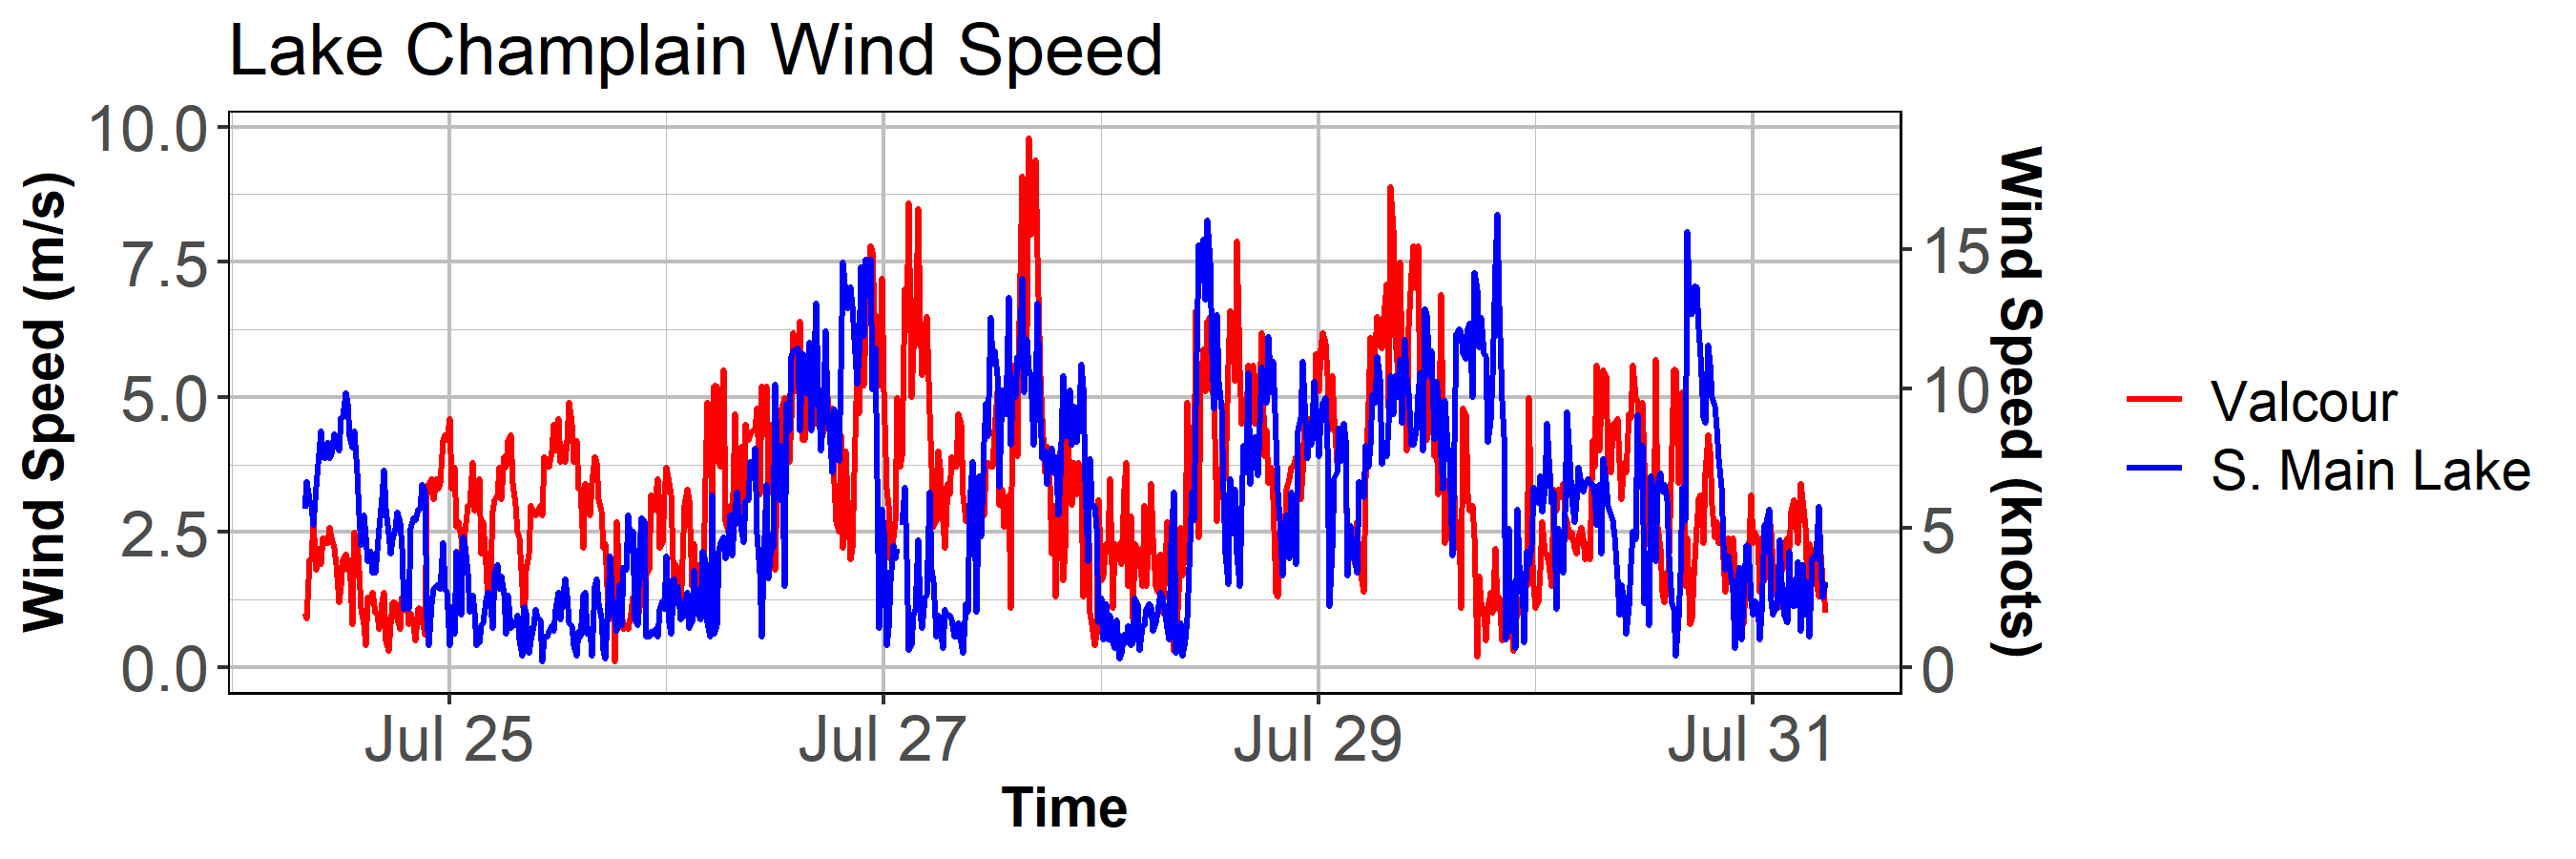 Lake Champlain Wind Speed
Wind Speed (m/s)
10.0
7.5
5.0
2.5
0.0
Wind Speed (knots)
15
10
5
0
Jul 25
Jul 27
Jul 29
Jul 31
Time
Valcour
S. Main Lake